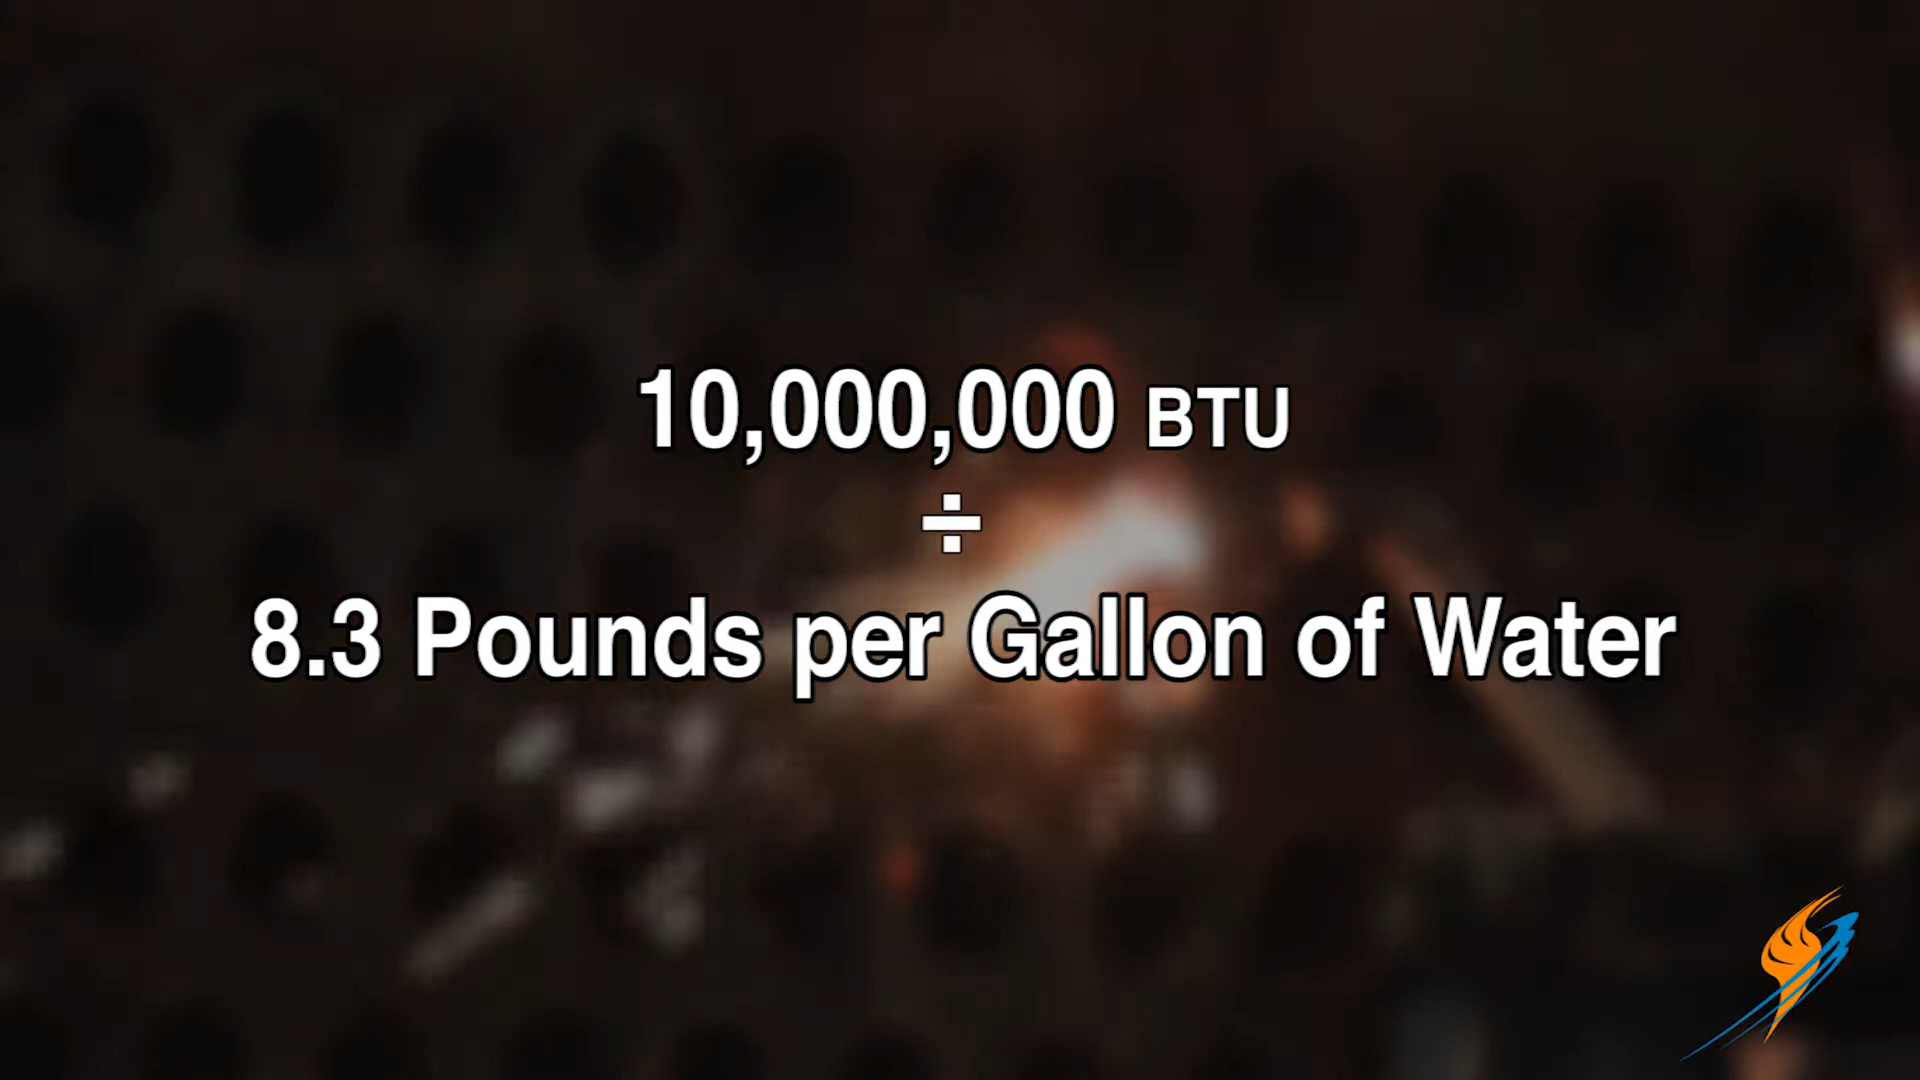 10,000,000 BTU
÷
8.3 Pounds per Gallon of Water